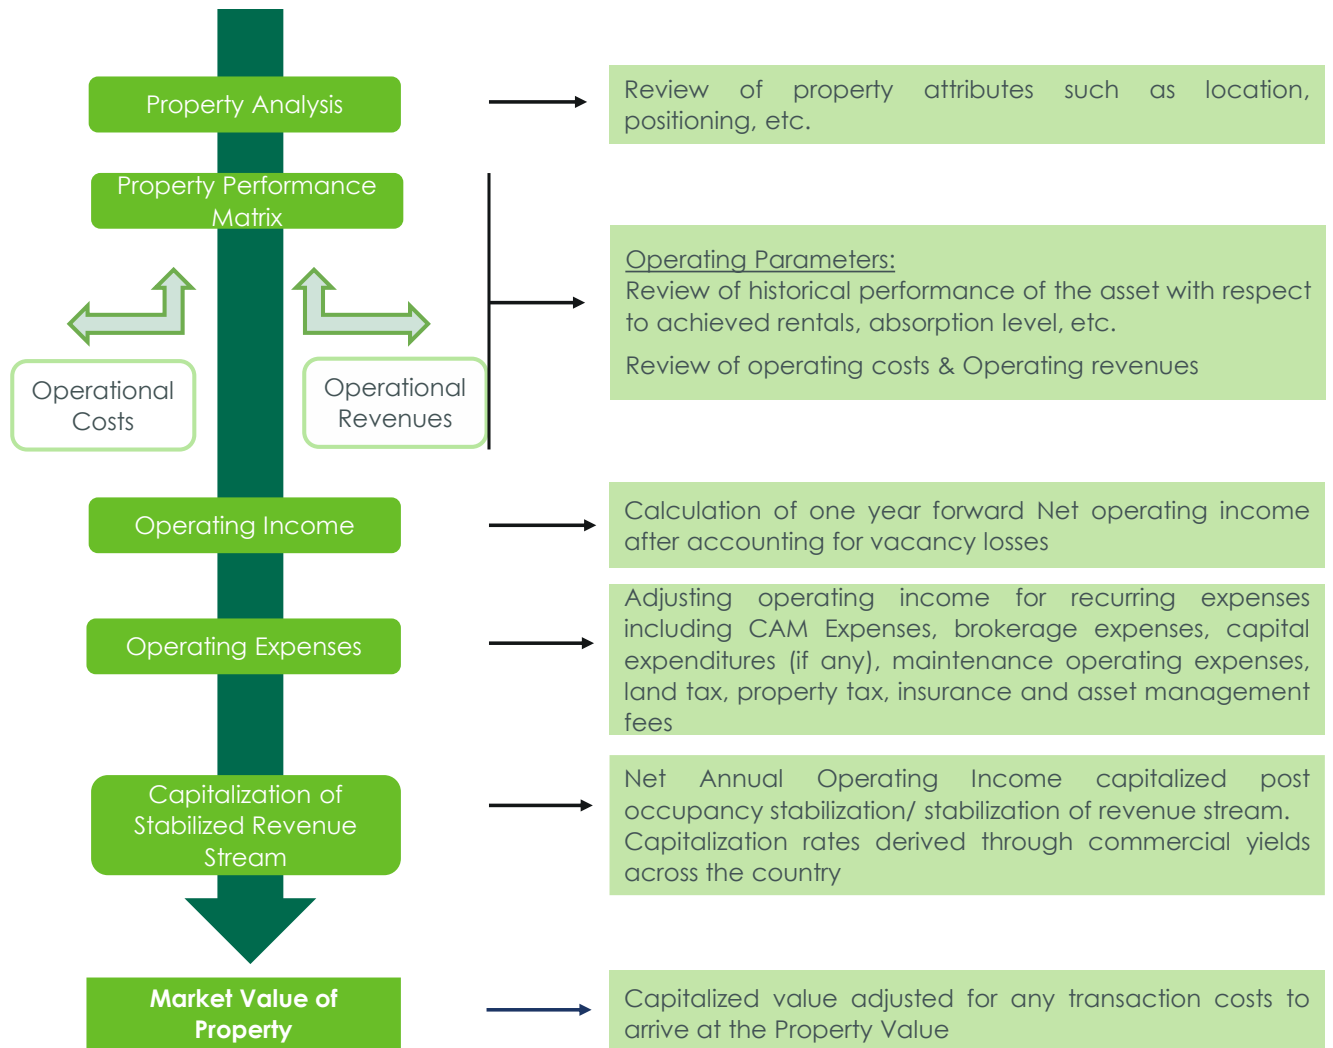 Property Analysis
Review of property attributes such as location,
positioning, etc.
Property Performance
Matrix
Operating Parameters:
Review of historical performance of the asset with respect
to achieved rentals, absorption level, etc.
Review of operating costs & Operating revenues
Operational
Costs
Operational
Revenues
Operating Income
Calculation of one year forward Net operating income
after accounting for vacancy losses
Operating Expenses
Adjusting operating income for recurring expenses
including CAM Expenses, brokerage expenses, capital
expenditures (if any), maintenance operating expenses,
land tax, property tax, insurance and asset management
fees
Capitalization of
Stabilized Revenue
Stream
Net Annual Operating Income capitalized post
occupancy stabilization/ stabilization of revenue stream.
Capitalization rates derived through commercial yields
across the country
Market Value of
Property
Capitalized value adjusted for any transaction costs to
arrive at the Property Value